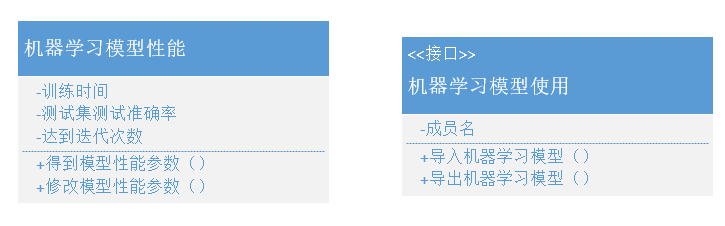 机器学习模型性能
-训练时间
-测试集测试准确率
-达到迭代次数
+得到模型性能参数（）
+修改模型性能参数（）
<<接口>>
机器学习模型使用
-成员名
+导入机器学习模型（）
+导出机器学习模型（）